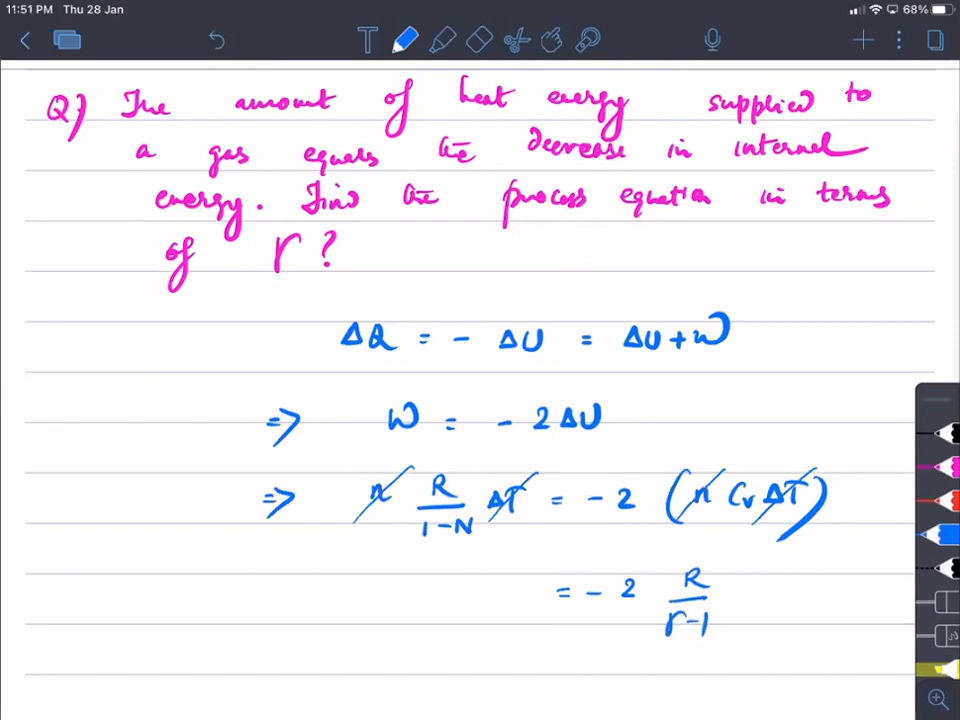 11:51 PM Thu 28 Jan 68%
T
Q) The amount of heat energy supplied to
a gas equals the decrease in internal
energy. Find the process equation in terms
of r ?
ΔQ = - ΔU = ΔU + W
=> W = - 2ΔU
=> n R/(1-N) ΔT = - 2 (n Cv ΔT)
= - 2 R/(r-1)